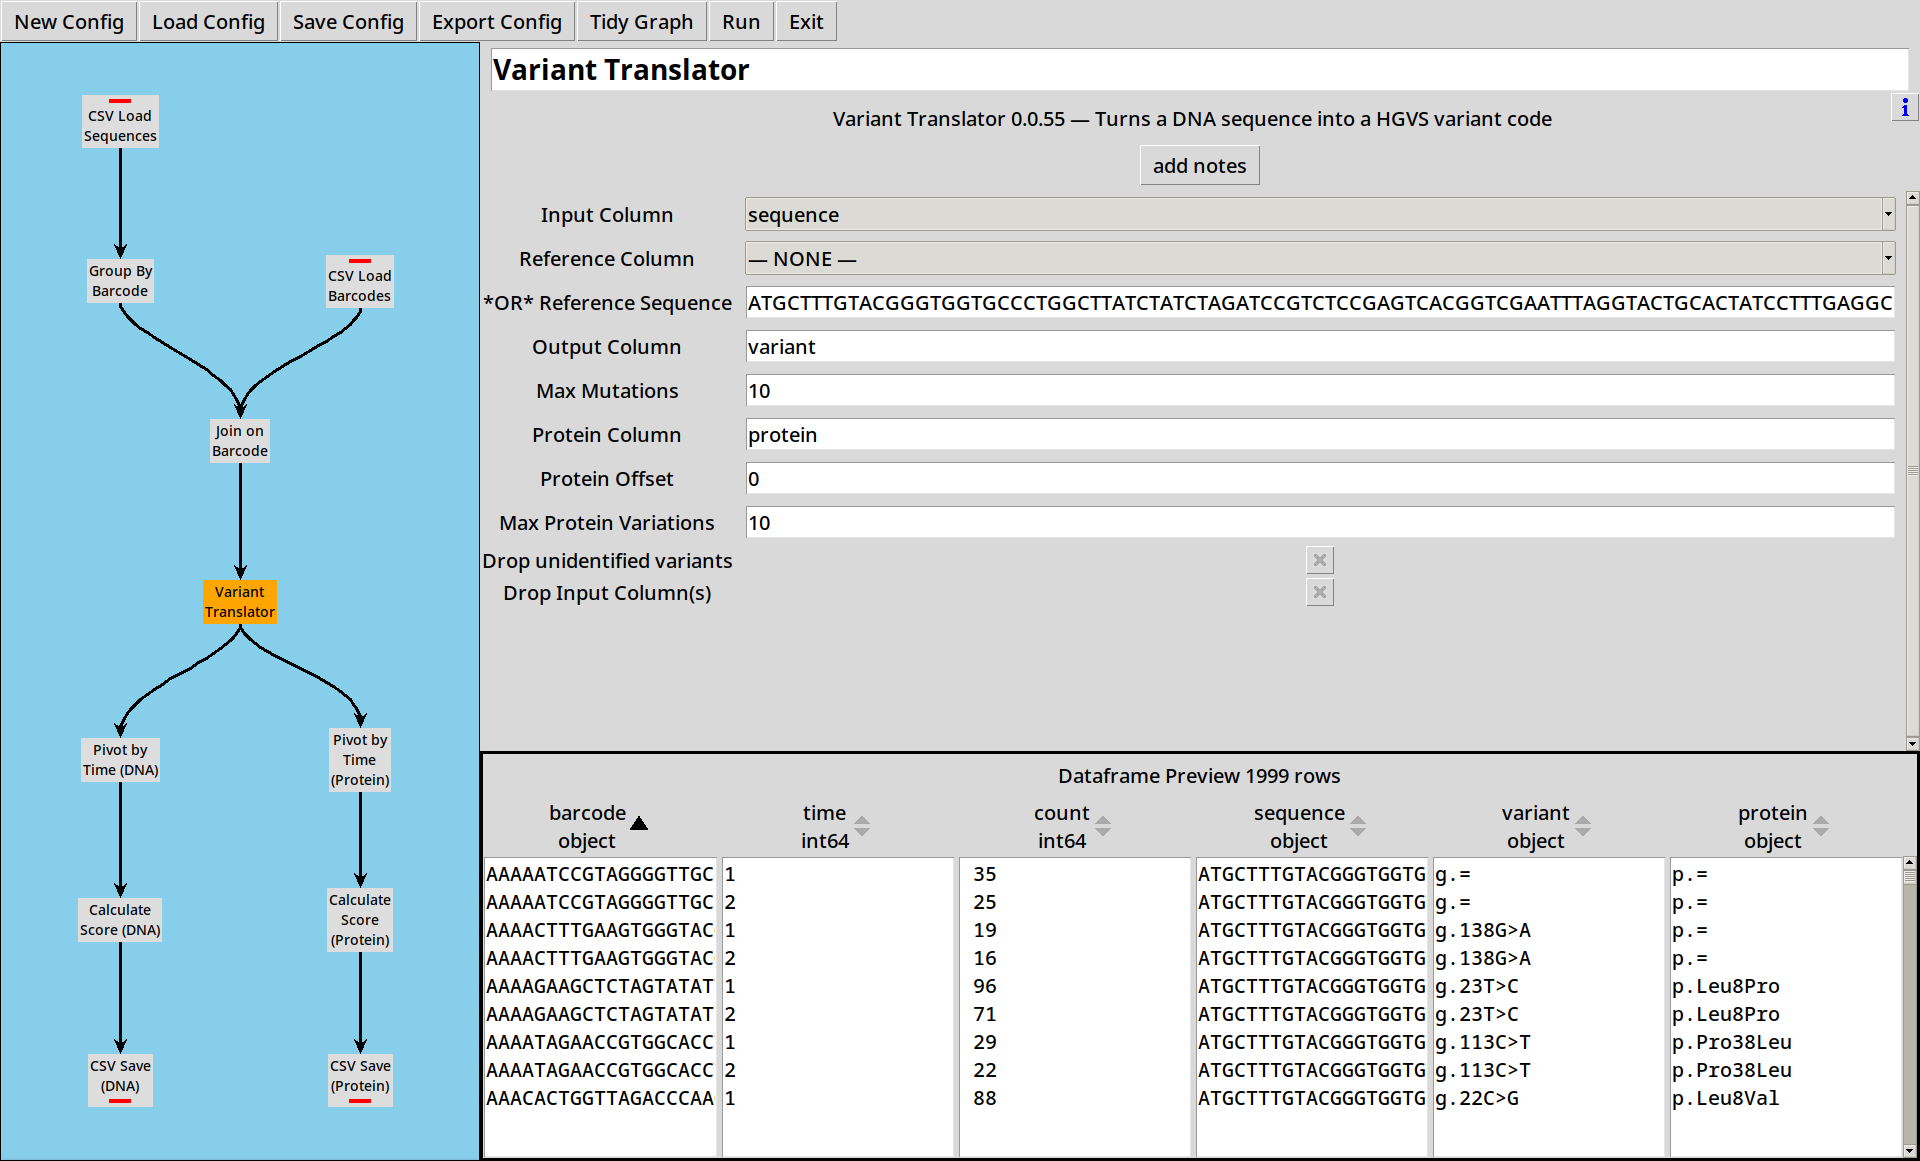 New Config Load Config Save Config Export Config Tidy Graph Run Exit
CSV Load
Sequences
Group By
Barcode
CSV Load
Barcodes
Join on
Barcode
Variant
Translator
Pivot by
Time (DNA)
Pivot by
Time
(Protein)
Calculate
Score (DNA)
Calculate
Score
(Protein)
CSV Save
(DNA)
CSV Save
(Protein)
Variant Translator
Variant Translator 0.0.55 — Turns a DNA sequence into a HGVS variant code
i
add notes
Input Column sequence
Reference Column — NONE —
*OR* Reference Sequence ATGCTTTGTACGGGTGGTGCCCTGGCTTATCTATCTAGATCCGTCTCCGAGTCACGGTCGAATTTAGGTACTGCACTATCCTTTGAGGC
Output Column variant
Max Mutations 10
Protein Column protein
Protein Offset 0
Max Protein Variations 10
Drop unidentified variants
Drop Input Column(s)
Dataframe Preview 1999 rows
barcode time count sequence variant protein
object int64 int64 object object object
AAAAATCCGTAGGGGTTGC 1 35 ATGCTTTGTACGGGTGGTG g.= p.=
AAAAATCCGTAGGGGTTGC 2 25 ATGCTTTGTACGGGTGGTG g.= p.=
AAAACTTTGAAGTGGGTAC 1 19 ATGCTTTGTACGGGTGGTG g.138G>A p.=
AAAACTTTGAAGTGGGTAC 2 16 ATGCTTTGTACGGGTGGTG g.138G>A p.=
AAAAGAAGCTCTAGTATAT 1 96 ATGCTTTGTACGGGTGGTG g.23T>C p.Leu8Pro
AAAAGAAGCTCTAGTATAT 2 71 ATGCTTTGTACGGGTGGTG g.23T>C p.Leu8Pro
AAAATAGAACCGTGGCACC 1 29 ATGCTTTGTACGGGTGGTG g.113C>T p.Pro38Leu
AAAATAGAACCGTGGCACC 2 22 ATGCTTTGTACGGGTGGTG g.113C>T p.Pro38Leu
AAACACTGGTTAGACCCAA 1 88 ATGCTTTGTACGGGTGGTG g.22C>G p.Leu8Val